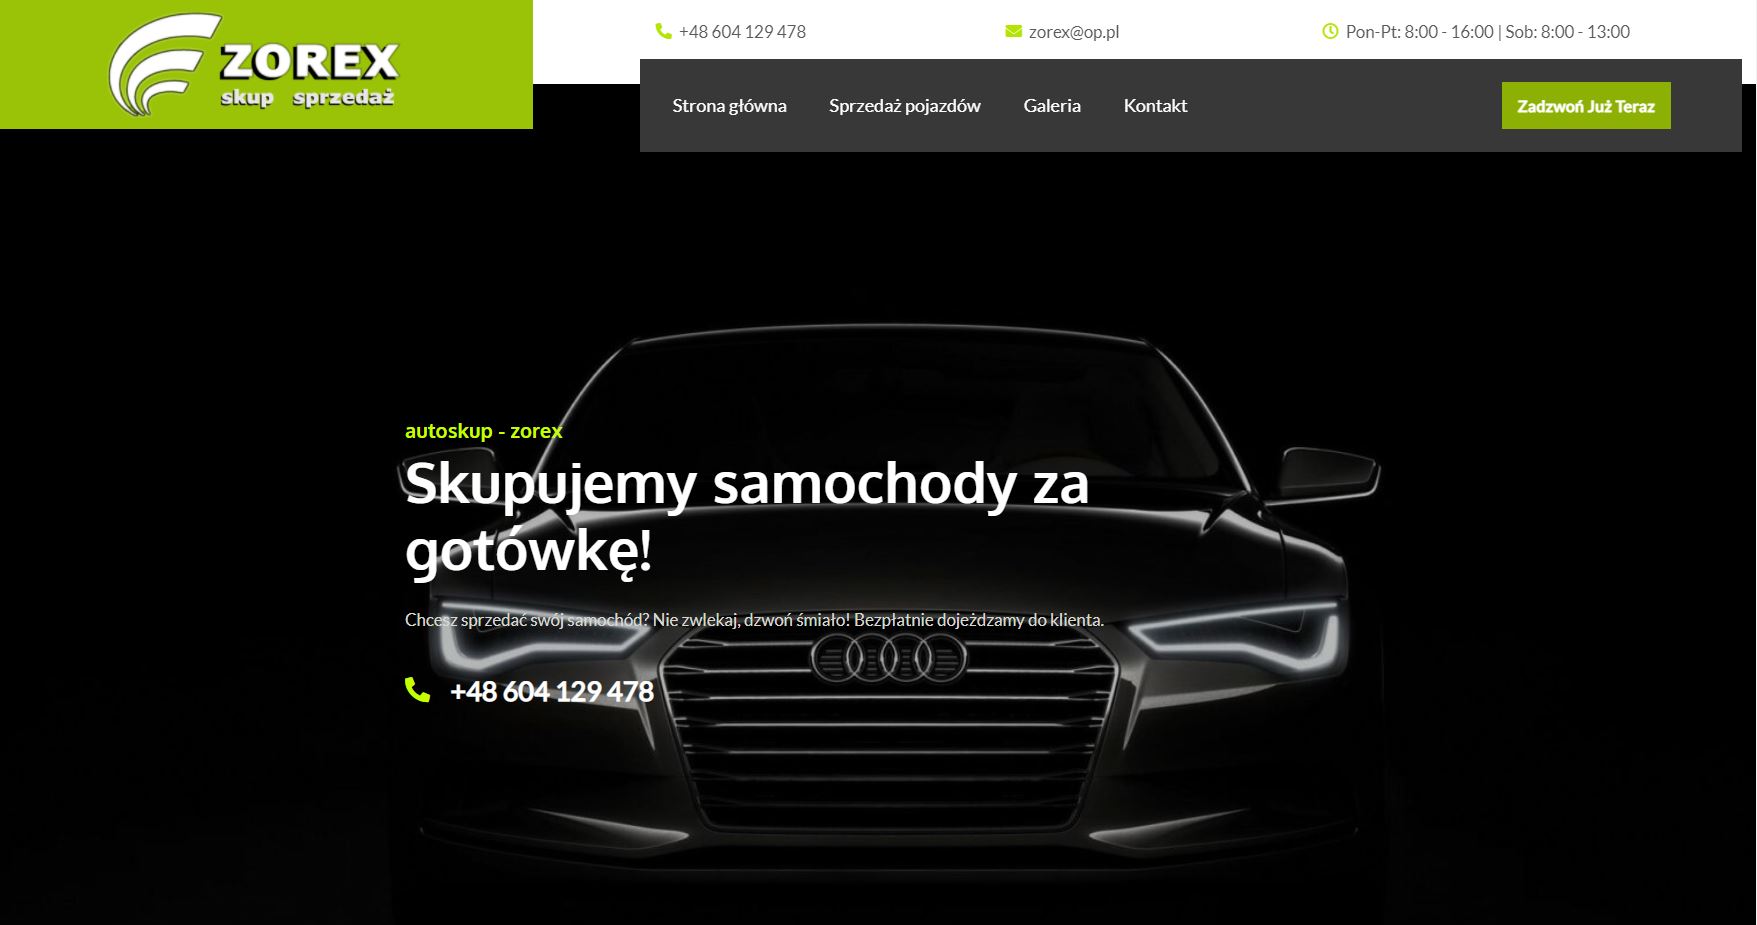 ZOREX
skup sprzedaż
+48 604 129 478
zorex@op.pl
Pon-Pt: 8:00 - 16:00 | Sob: 8:00 - 13:00
Strona główna
Sprzedaż pojazdów
Galeria
Kontakt
Zadzwoń Już Teraz
autoskup - zorex
Skupujemy samochody za
gotówkę!
Chcesz sprzedać swój samochód? Nie zwlekaj, dzwoń śmiało! Bezpłatnie dojeżdzamy do klienta.
+48 604 129 478